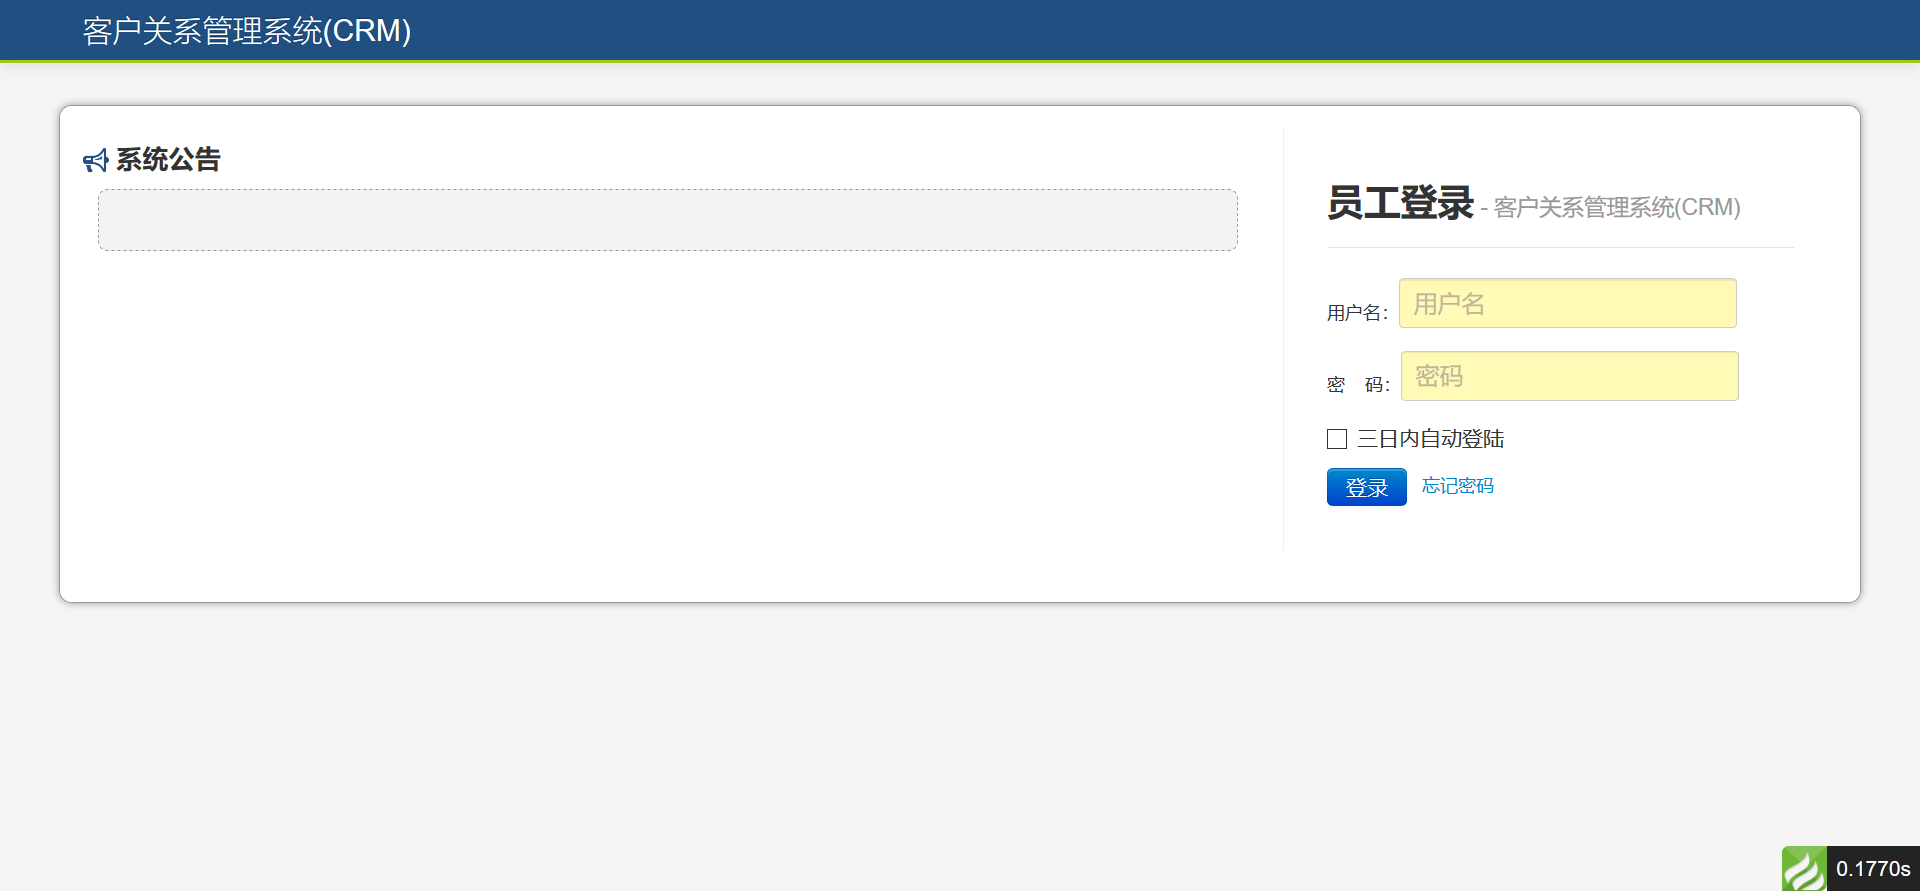 客户关系管理系统(CRM)
系统公告
员工登录 - 客户关系管理系统(CRM)
用户名: 用户名
密 码: 密码
三日内自动登陆
登录 忘记密码
0.1770s